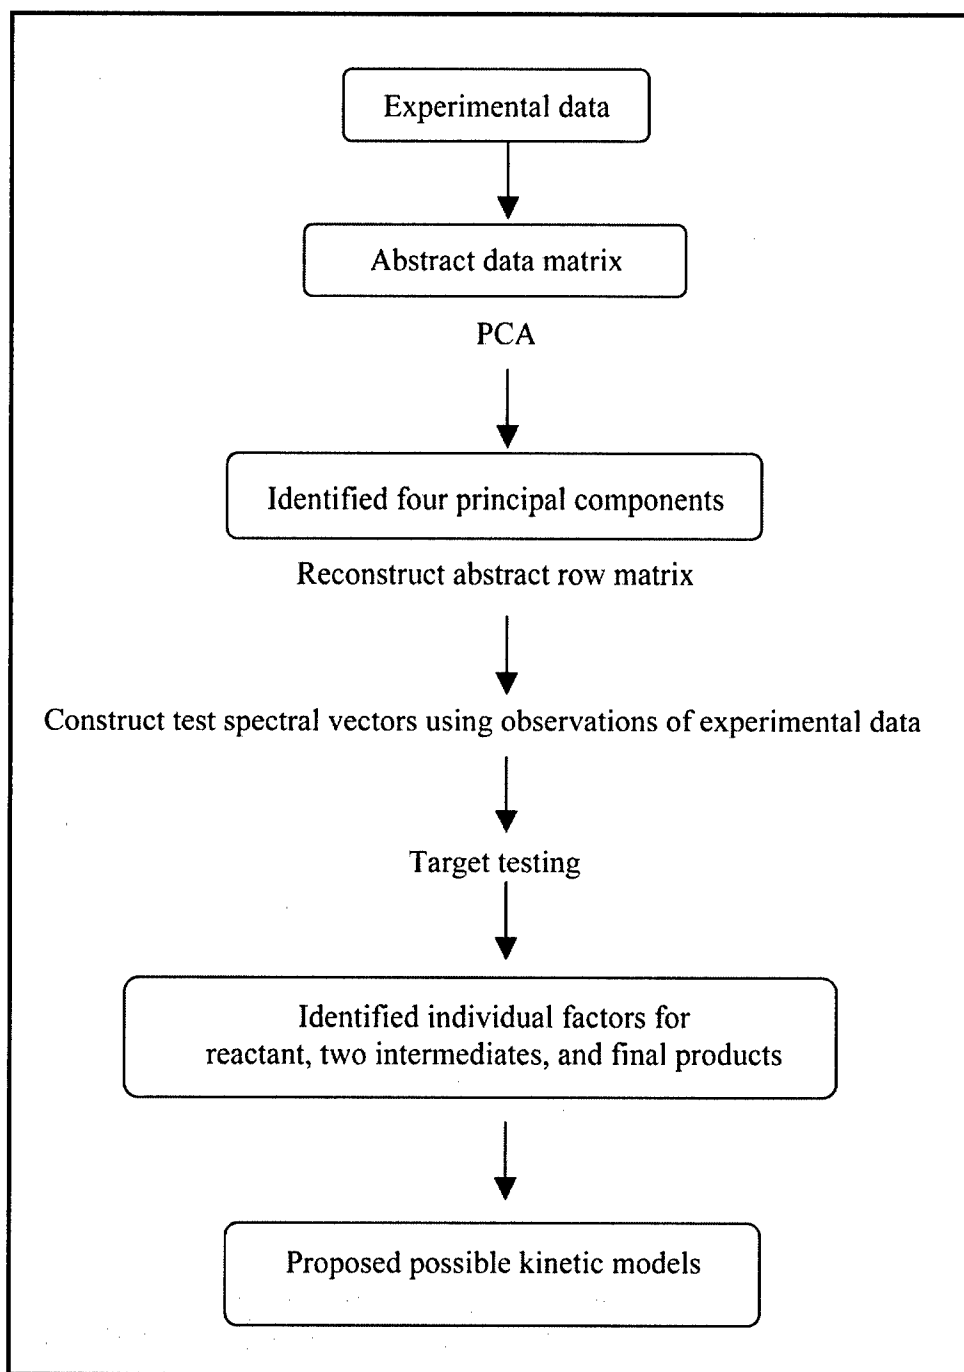 Experimental data
Abstract data matrix
PCA
Identified four principal components
Reconstruct abstract row matrix
Construct test spectral vectors using observations of experimental data
Target testing
Identified individual factors for
reactant, two intermediates, and final products
Proposed possible kinetic models